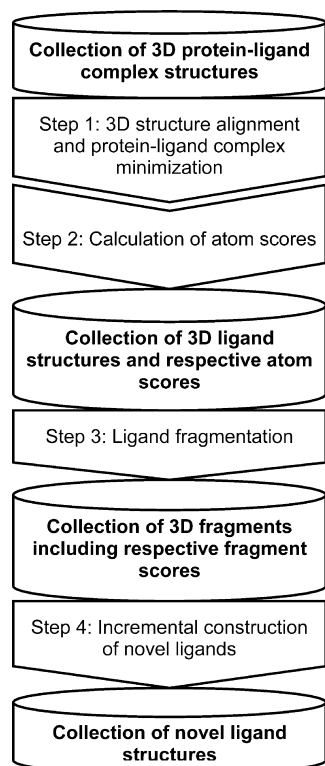 Collection of 3D protein-ligand
complex structures
Step 1: 3D structure alignment
and protein-ligand complex
minimization
Step 2: Calculation of atom scores
Collection of 3D ligand
structures and respective atom
scores
Step 3: Ligand fragmentation
Collection of 3D fragments
including respective fragment
scores
Step 4: Incremental construction
of novel ligands
Collection of novel ligand
structures